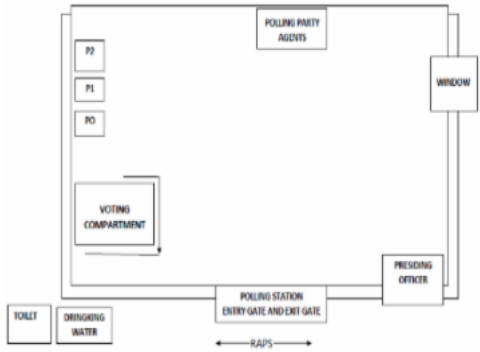 POLLING PARTY
AGENTS
P2
WINDOW
P1
PO
VOTING
COMPARTMENT
PRESIDING
OFFICER
POLLING STATION
ENTRY GATE AND EXIT GATE
TOILET
DRINGKING
WATER
RAPS